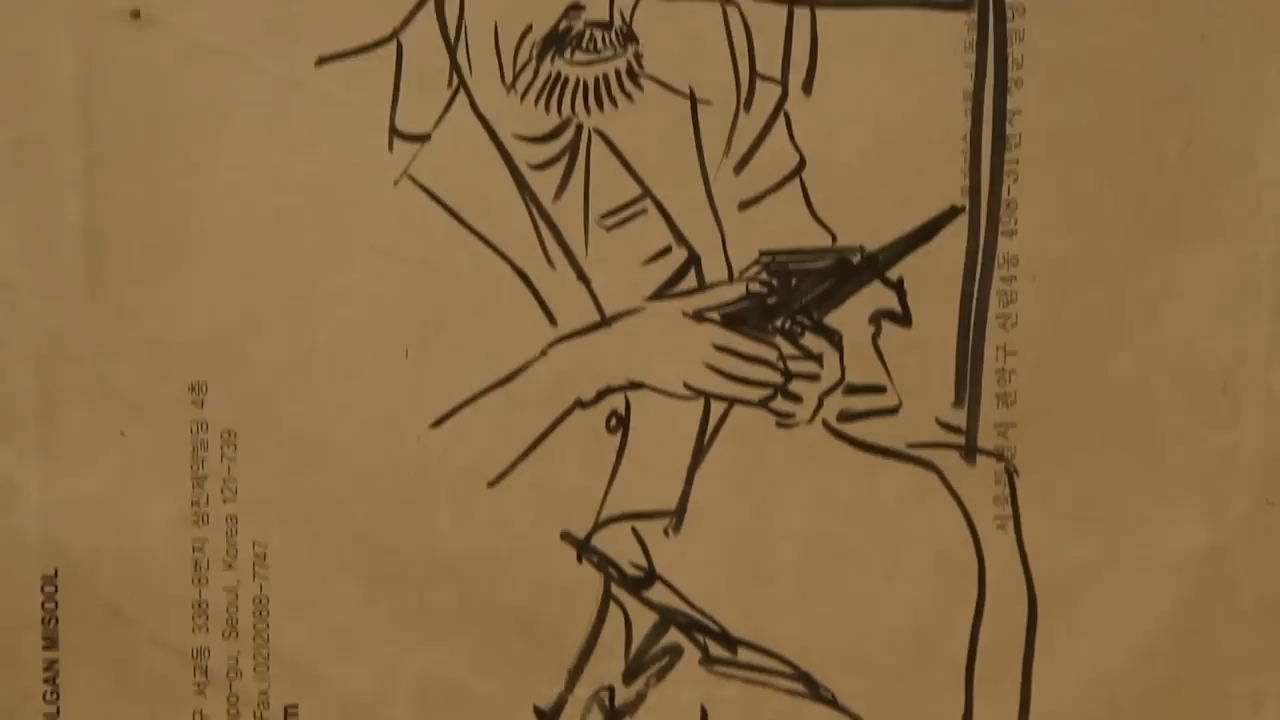 LGAN MISOOL
구 서교동 338-8번지 삼진제약빌딩 4층
po-gu, Seoul, Korea 121-739
Fax.(02)2088-7747
m
서울특별시 관악구 신림4동 498-31번지